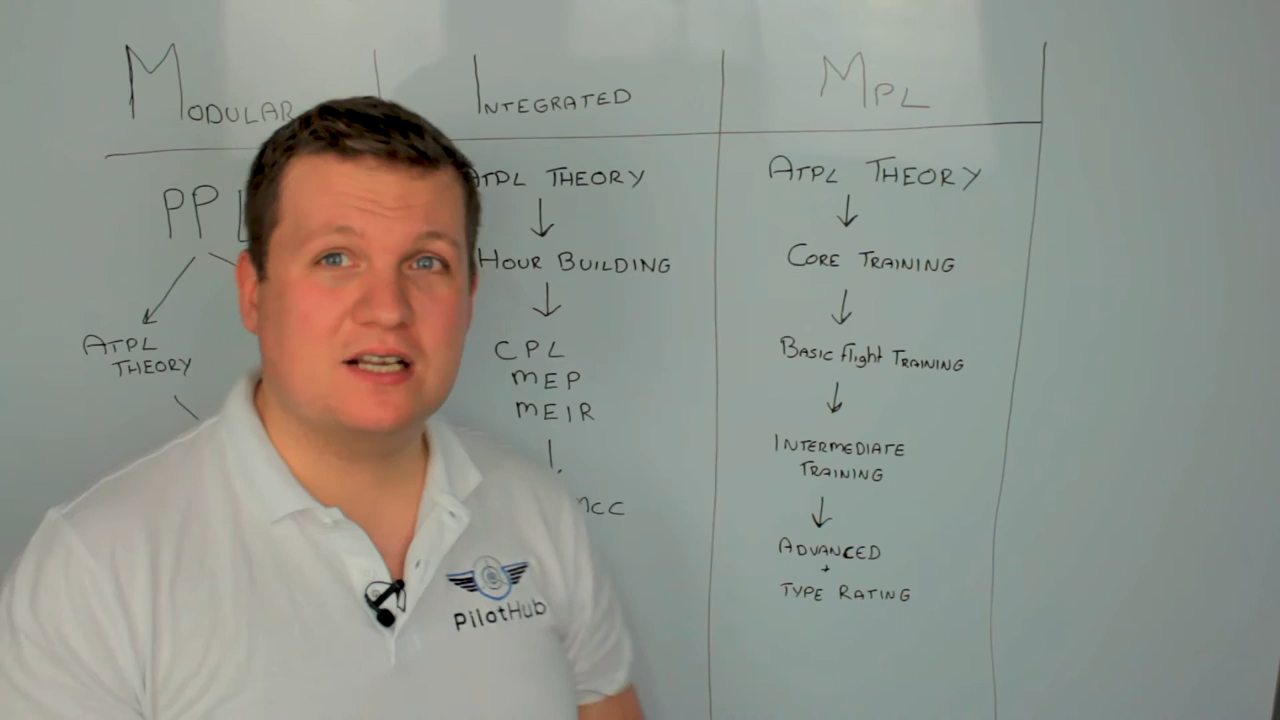 MODULAR
INTEGRATED
MPL
PPL
ATPL
THEORY
ATPL THEORY
HOUR BUILDING
CPL
MEP
MEIR
MCC
ATPL THEORY
CORE TRAINING
BASIC flight TRAINING
INTERMEDIATE
TRAINING
ADVANCED
+
TYPE RATING
PilotHub